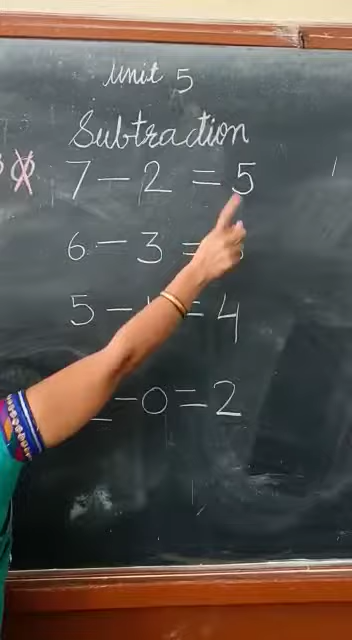 Unit 5
Subtraction
7 - 2 = 5
6 - 3 =
5 - = 4
- 0 = 2